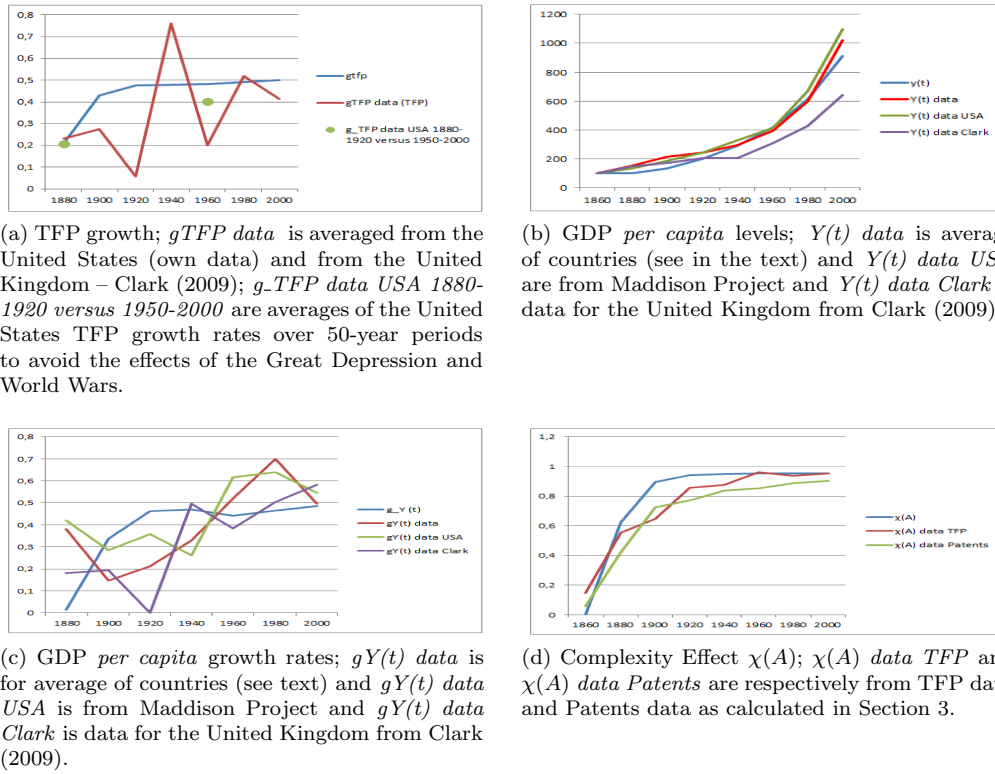 0,8
0,7
0,6
0,5
0,4
0,3
0,2
0,1
0
1880 1900 1920 1940 1960 1980 2000
gtfp
gTFP data (TFP)
g_TFP data USA 1880-
1920 versus 1950-2000
(a) TFP growth; gTFP data is averaged from the
United States (own data) and from the United
Kingdom – Clark (2009); g_TFP data USA 1880-
1920 versus 1950-2000 are averages of the United
States TFP growth rates over 50-year periods
to avoid the effects of the Great Depression and
World Wars.
1200
1000
800
600
400
200
0
1860 1880 1900 1920 1940 1960 1980 2000
y(t)
Y(t) data
Y(t) data USA
Y(t) data Clark
(b) GDP per capita levels; Y(t) data is averag
of countries (see in the text) and Y(t) data US
are from Maddison Project and Y(t) data Clark
data for the United Kingdom from Clark (2009)
0,8
0,7
0,6
0,5
0,4
0,3
0,2
0,1
0
1880 1900 1920 1940 1960 1980 2000
g_Y (t)
gY(t) data
gY(t) data USA
gY(t) data Clark
(c) GDP per capita growth rates; gY(t) data is
for average of countries (see text) and gY(t) data
USA is from Maddison Project and gY(t) data
Clark is data for the United Kingdom from Clark
(2009).
1,2
1
0,8
0,6
0,4
0,2
0
1860 1880 1900 1920 1940 1960 1980 2000
χ(A)
χ(A) data TFP
χ(A) data Patents
(d) Complexity Effect χ(A); χ(A) data TFP an
χ(A) data Patents are respectively from TFP dat
and Patents data as calculated in Section 3.